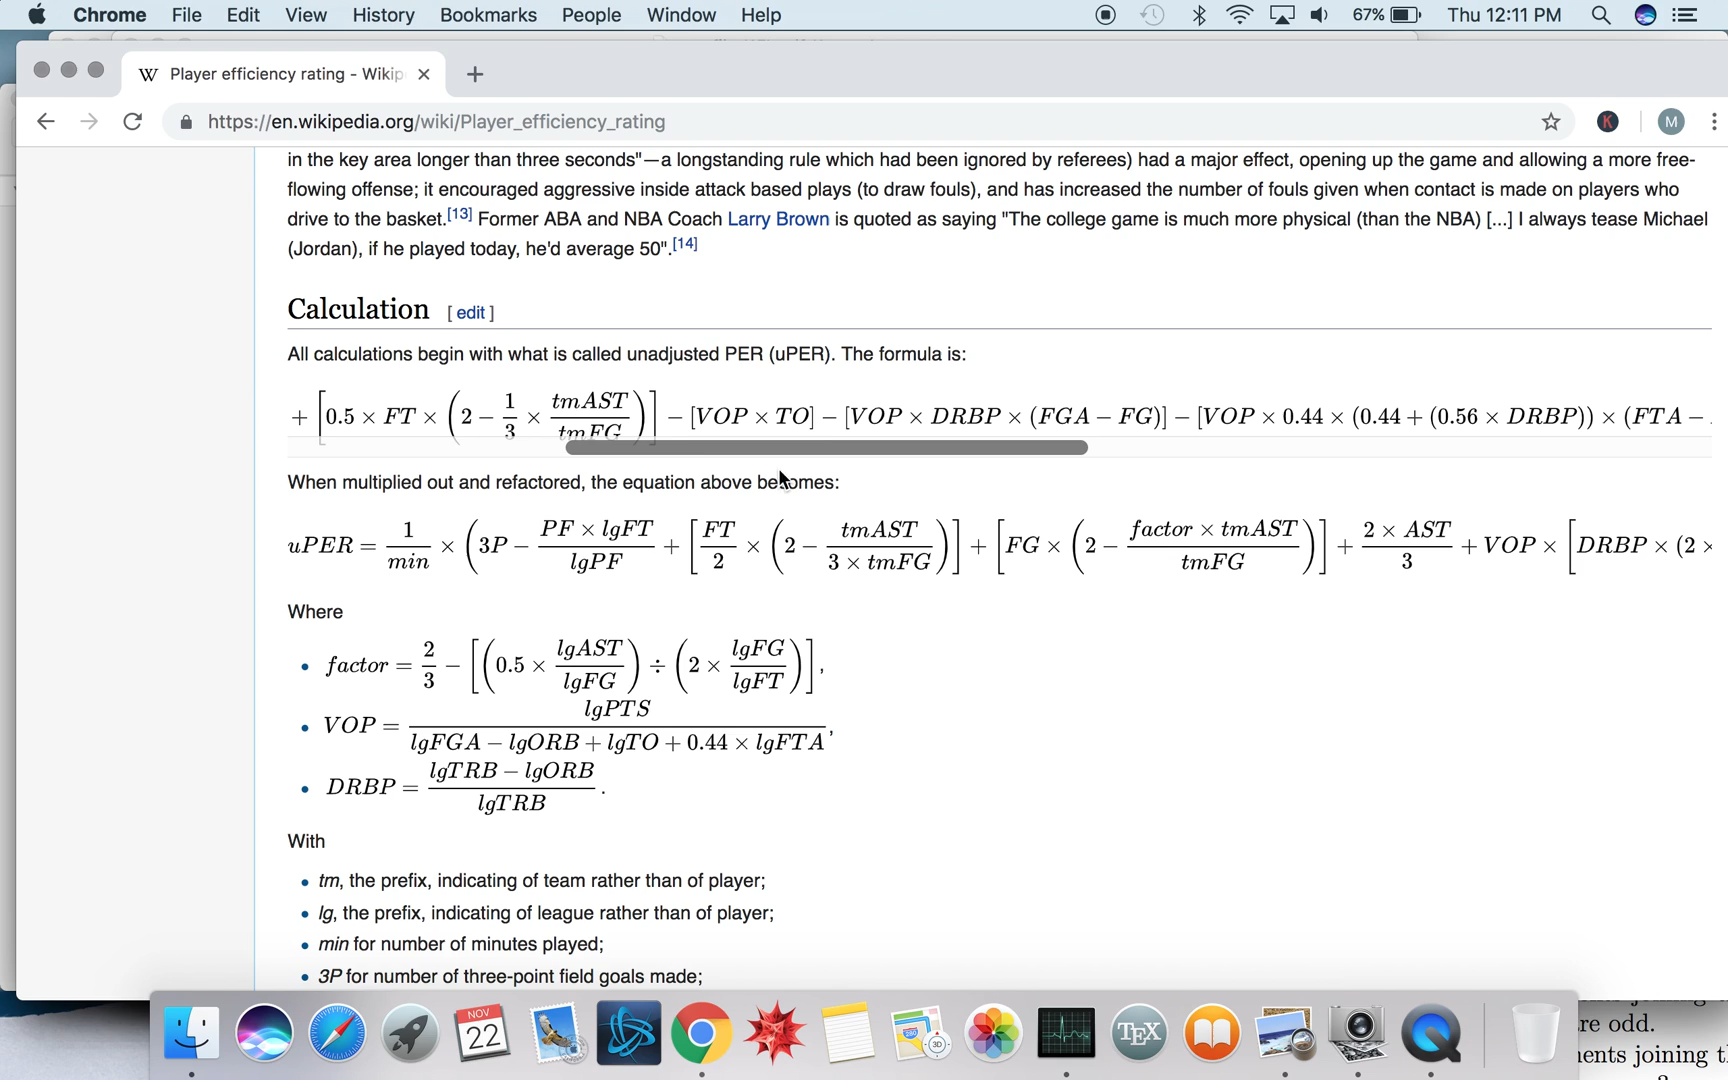 Chrome File Edit View History Bookmarks People Window Help 67% Thu 12:11 PM
W Player efficiency rating - Wikip
https://en.wikipedia.org/wiki/Player_efficiency_rating K M
in the key area longer than three seconds"—a longstanding rule which had been ignored by referees) had a major effect, opening up the game and allowing a more free-
flowing offense; it encouraged aggressive inside attack based plays (to draw fouls), and has increased the number of fouls given when contact is made on players who
drive to the basket.[13] Former ABA and NBA Coach Larry Brown is quoted as saying "The college game is much more physical (than the NBA) [...] I always tease Michael
(Jordan), if he played today, he'd average 50".[14]
Calculation [ edit ]
All calculations begin with what is called unadjusted PER (uPER). The formula is:
+ [0.5 × FT × (2 − 1/3 × tmAST/tmFG)] − [VOP × TO] − [VOP × DRBP × (FGA − FG)] − [VOP × 0.44 × (0.44 + (0.56 × DRBP)) × (FTA −
When multiplied out and refactored, the equation above becomes:
uPER = 1/min × (3P − PF × lgFT/lgPF + [FT/2 × (2 − tmAST/3 × tmFG)] + [FG × (2 − factor × tmAST/tmFG)] + 2 × AST/3 + VOP × [DRBP × (2 ×
Where
• factor = 2/3 − [(0.5 × lgAST/lgFG) ÷ (2 × lgFG/lgFT)],
• VOP = lgPTS/lgFGA − lgORB + lgTO + 0.44 × lgFTA,
• DRBP = lgTRB − lgORB/lgTRB.
With
• tm, the prefix, indicating of team rather than of player;
• lg, the prefix, indicating of league rather than of player;
• min for number of minutes played;
• 3P for number of three-point field goals made;
NOV
22
280
3D
TEX
re odd.
ents joining t